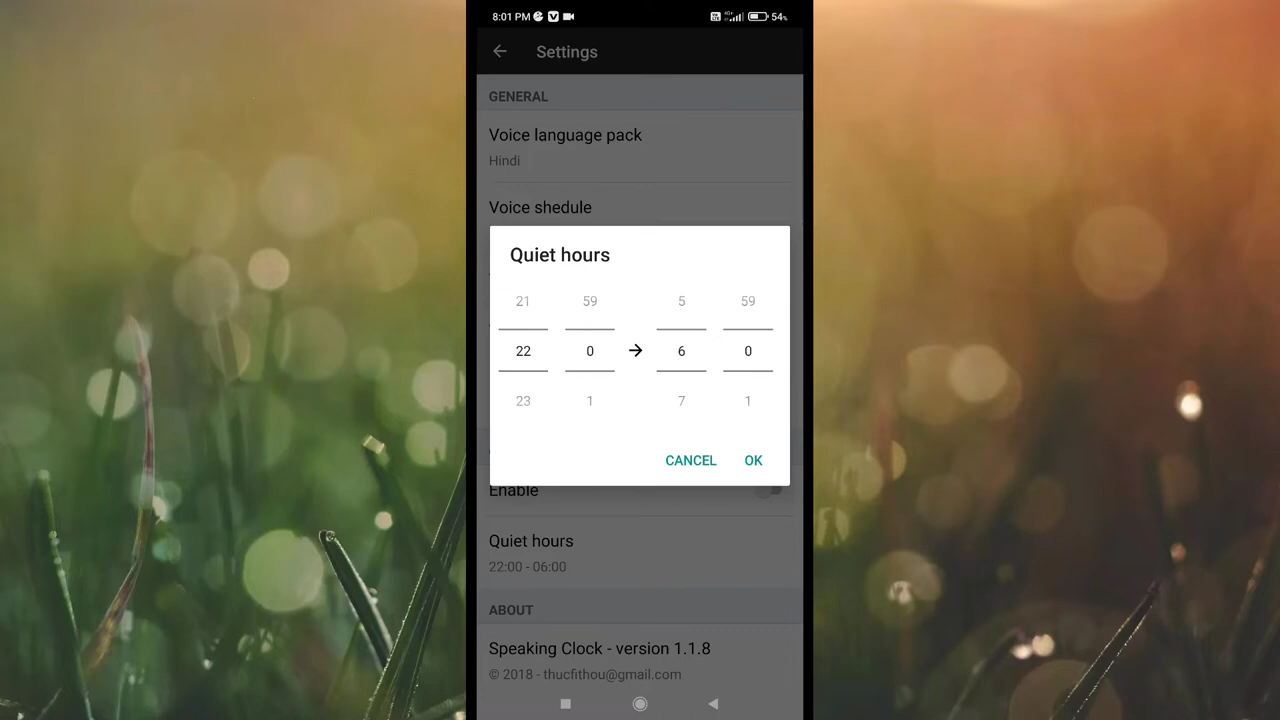 8:01 PM 54%
Settings
GENERAL
Voice language pack
Hindi
Voice shedule
Quiet hours
21 59 5 59
22 0 → 6 0
23 1 7 1
CANCEL OK
Enable
Quiet hours
22:00 - 06:00
ABOUT
Speaking Clock - version 1.1.8
© 2018 - thucfithou@gmail.com